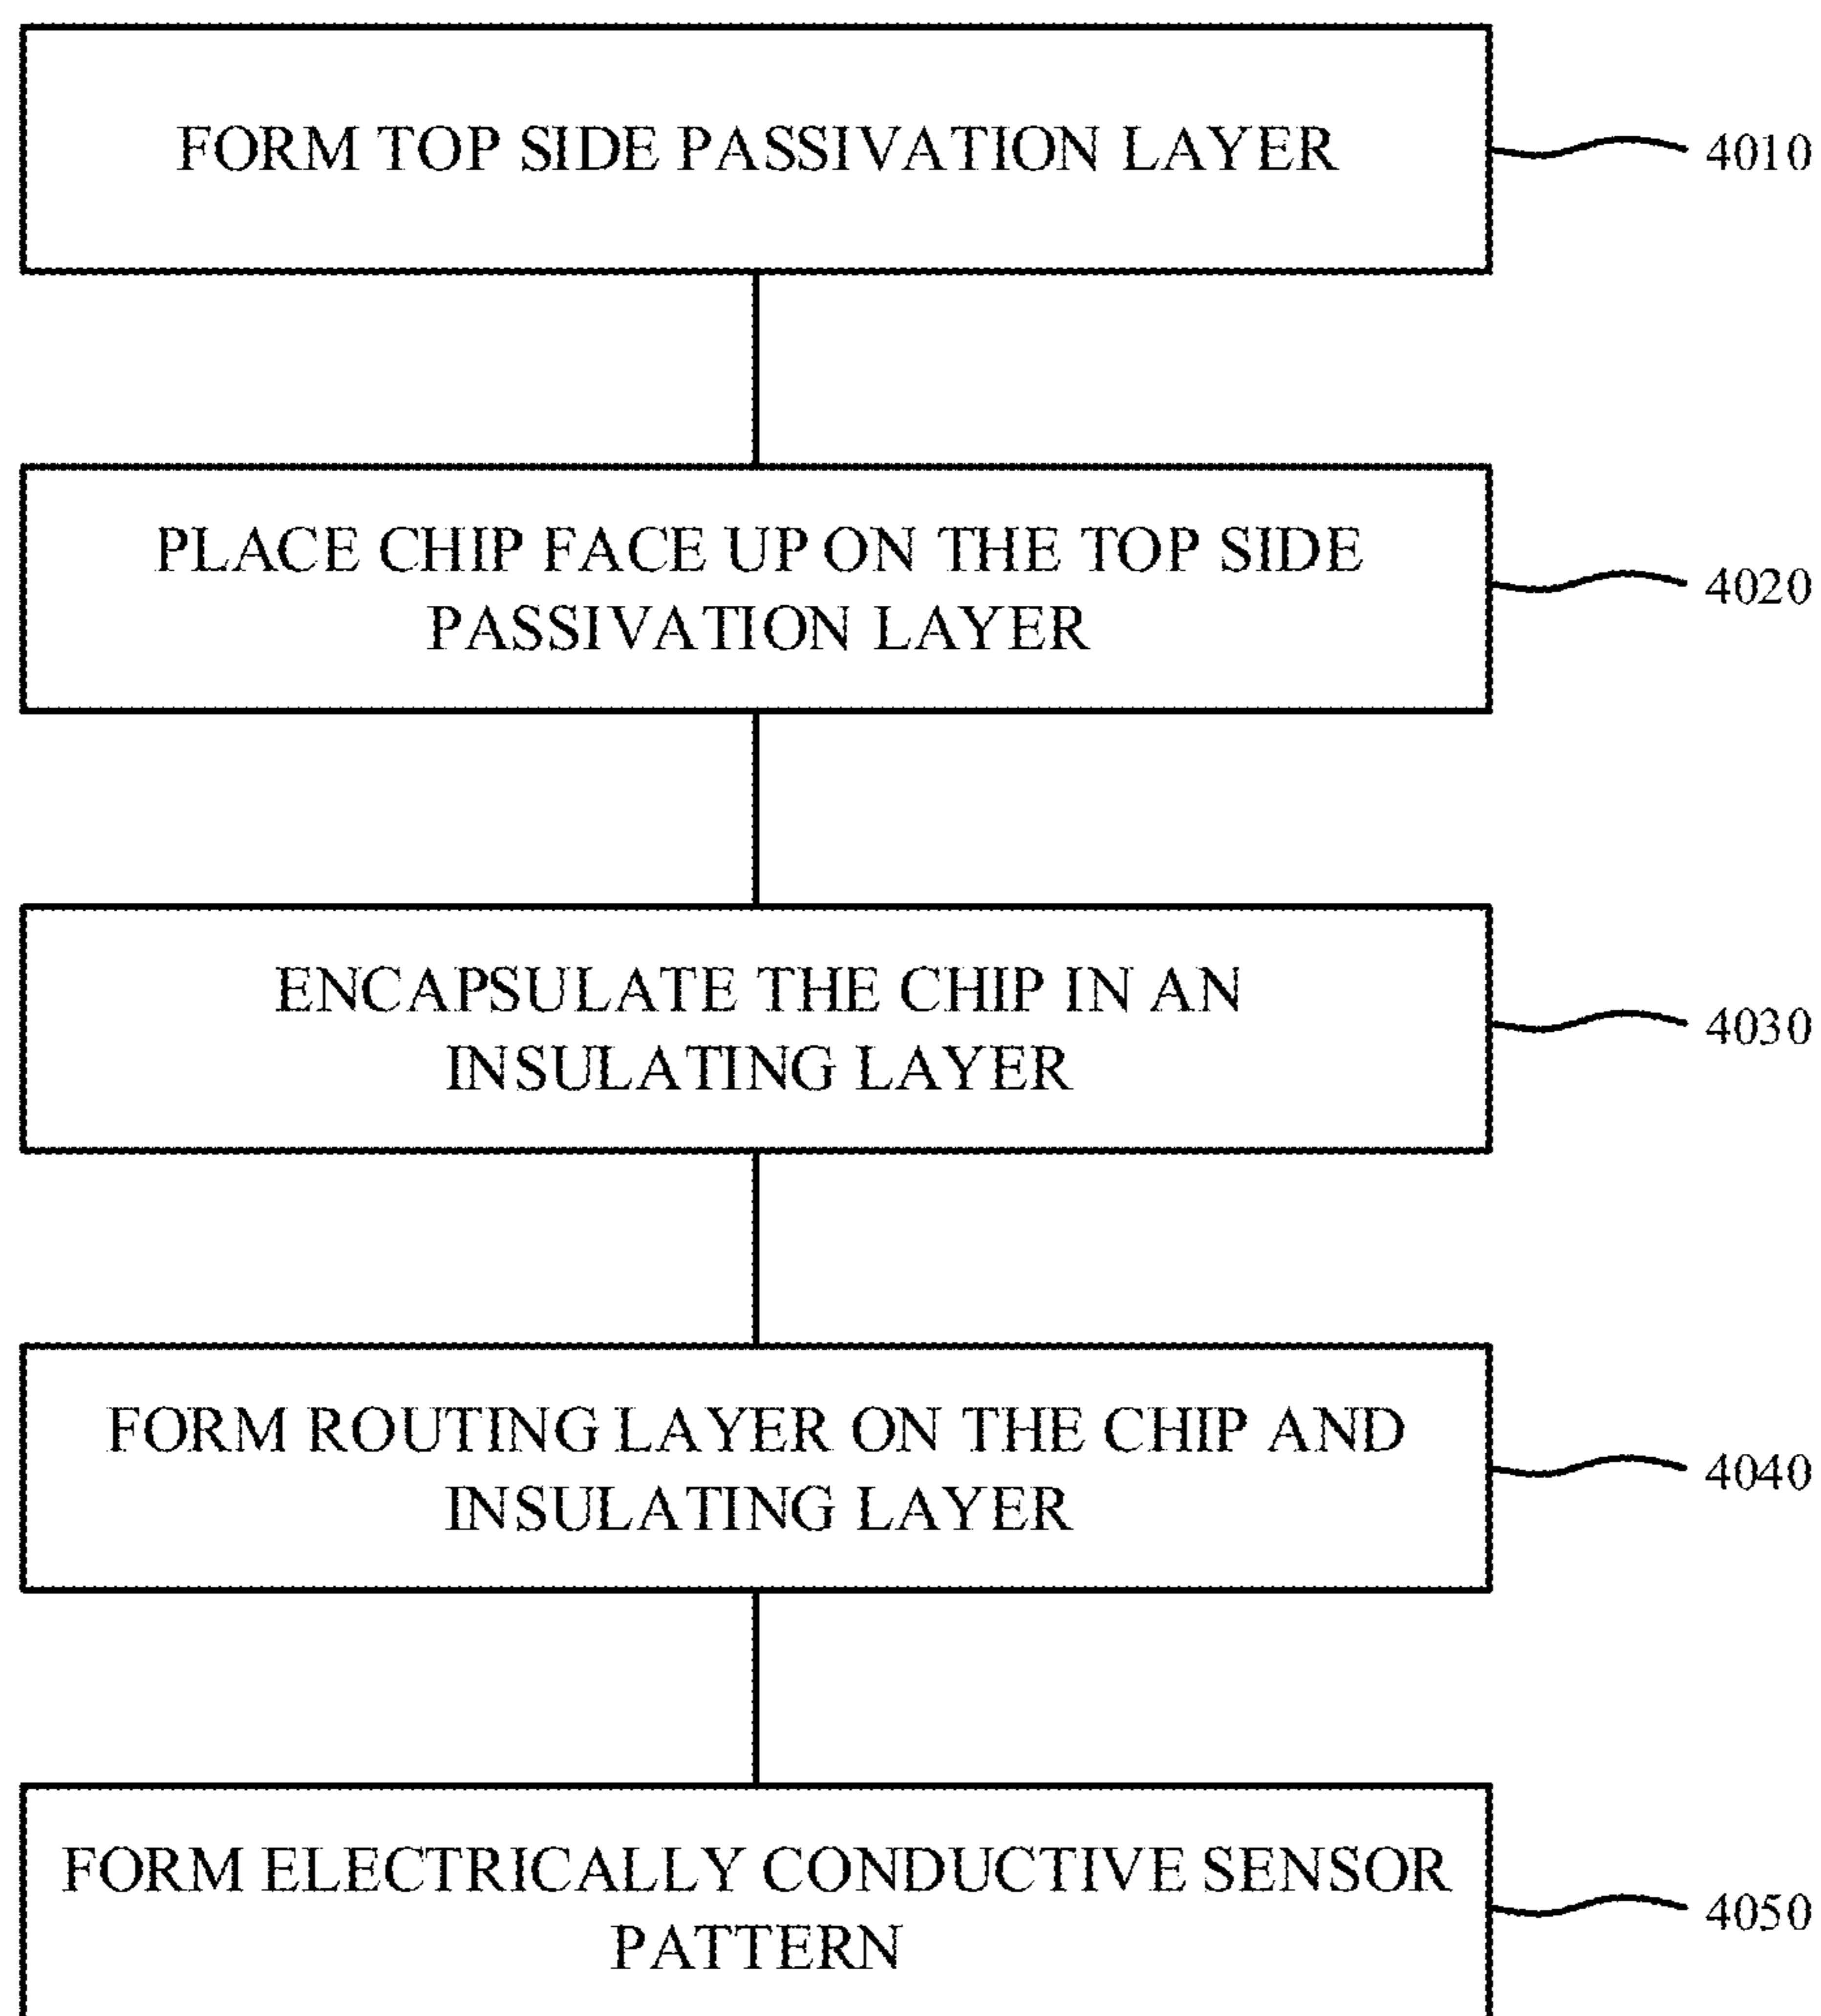 FORM TOP SIDE PASSIVATION LAYER
4010
PLACE CHIP FACE UP ON THE TOP SIDE
PASSIVATION LAYER
4020
ENCAPSULATE THE CHIP IN AN
INSULATING LAYER
4030
FORM ROUTING LAYER ON THE CHIP AND
INSULATING LAYER
4040
FORM ELECTRICALLY CONDUCTIVE SENSOR
PATTERN
4050